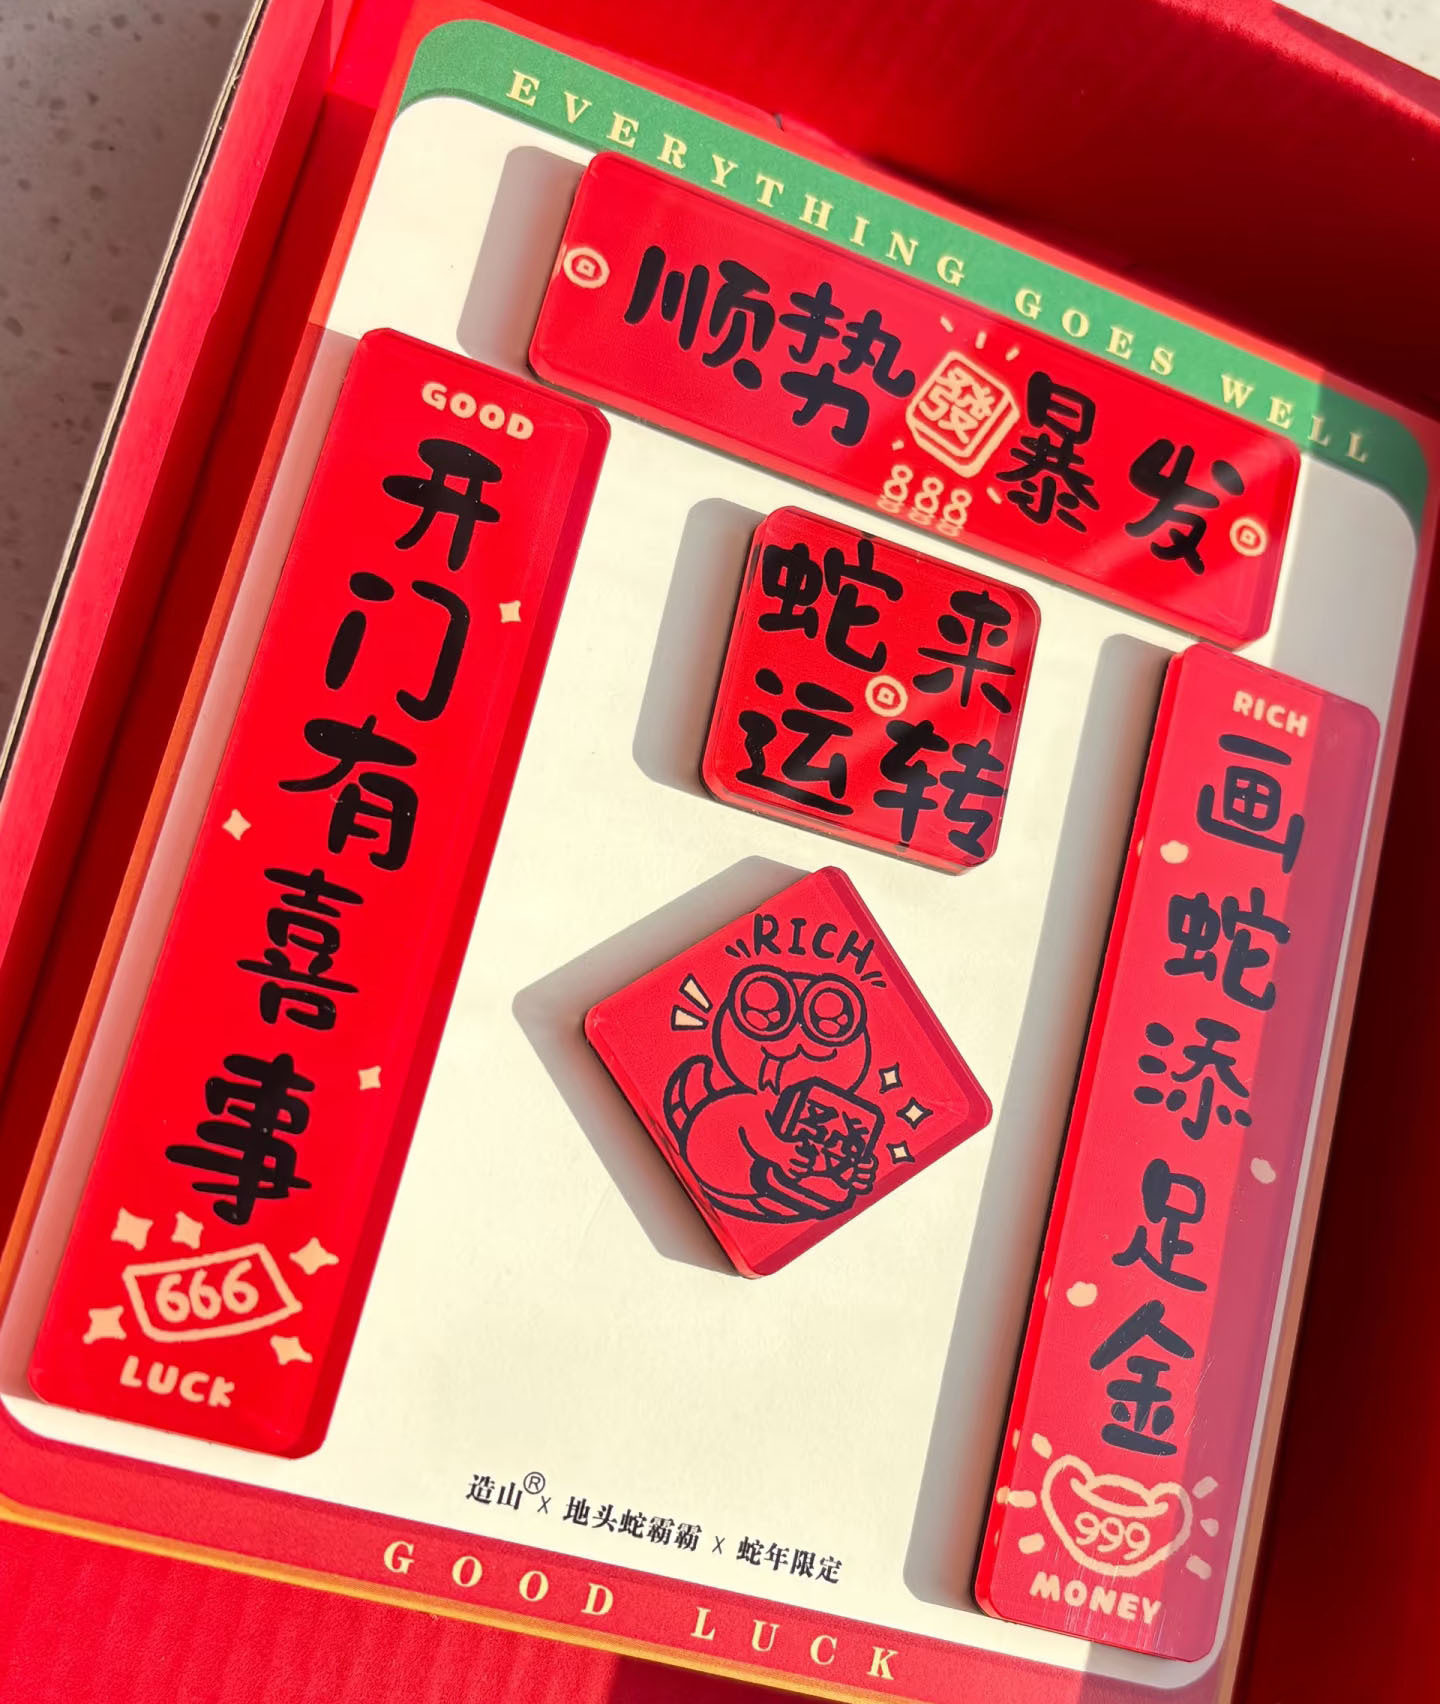 EVERYTHING GOES WELL
顺势
發
暴发
888
GOOD
开门有喜事
666
LUCK
蛇来
运转
RICH
發
RICH
画蛇添足金
999
MONEY
造山® x 地头蛇霸霸 x 蛇年限定
GOOD LUCK